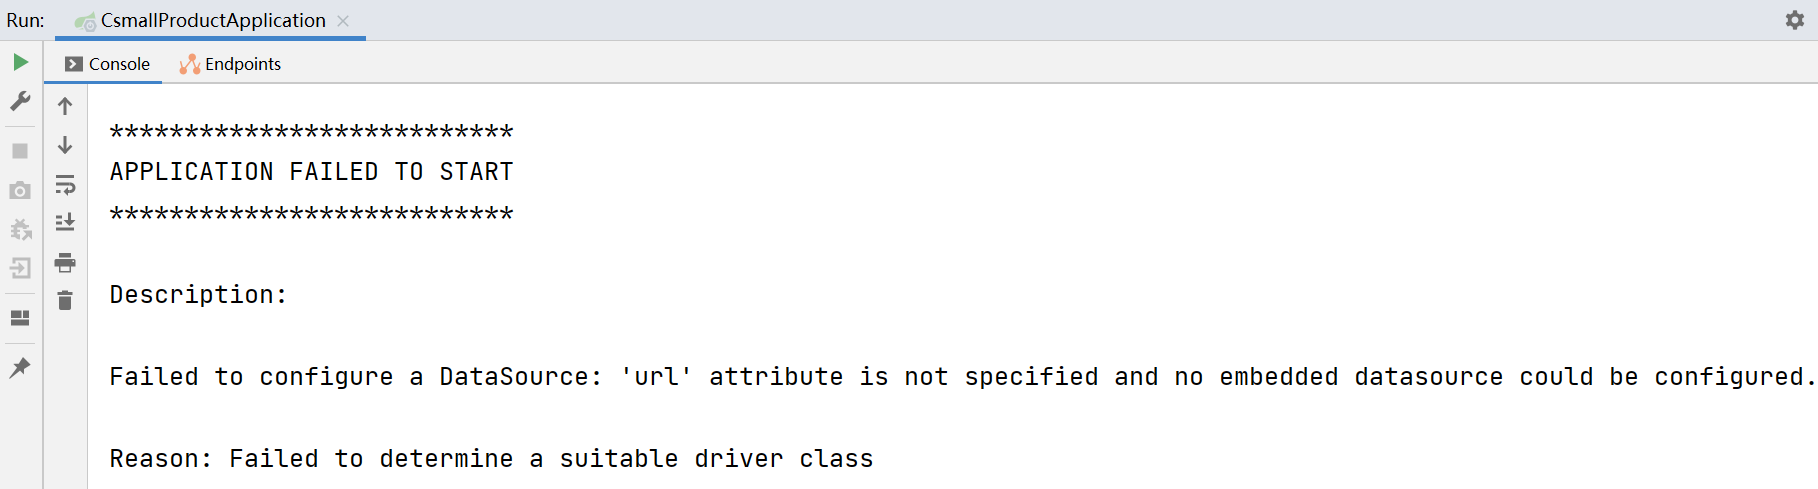 Run: CsmallProductApplication
Console Endpoints
***************************
APPLICATION FAILED TO START
***************************
Description:
Failed to configure a DataSource: 'url' attribute is not specified and no embedded datasource could be configured.
Reason: Failed to determine a suitable driver class